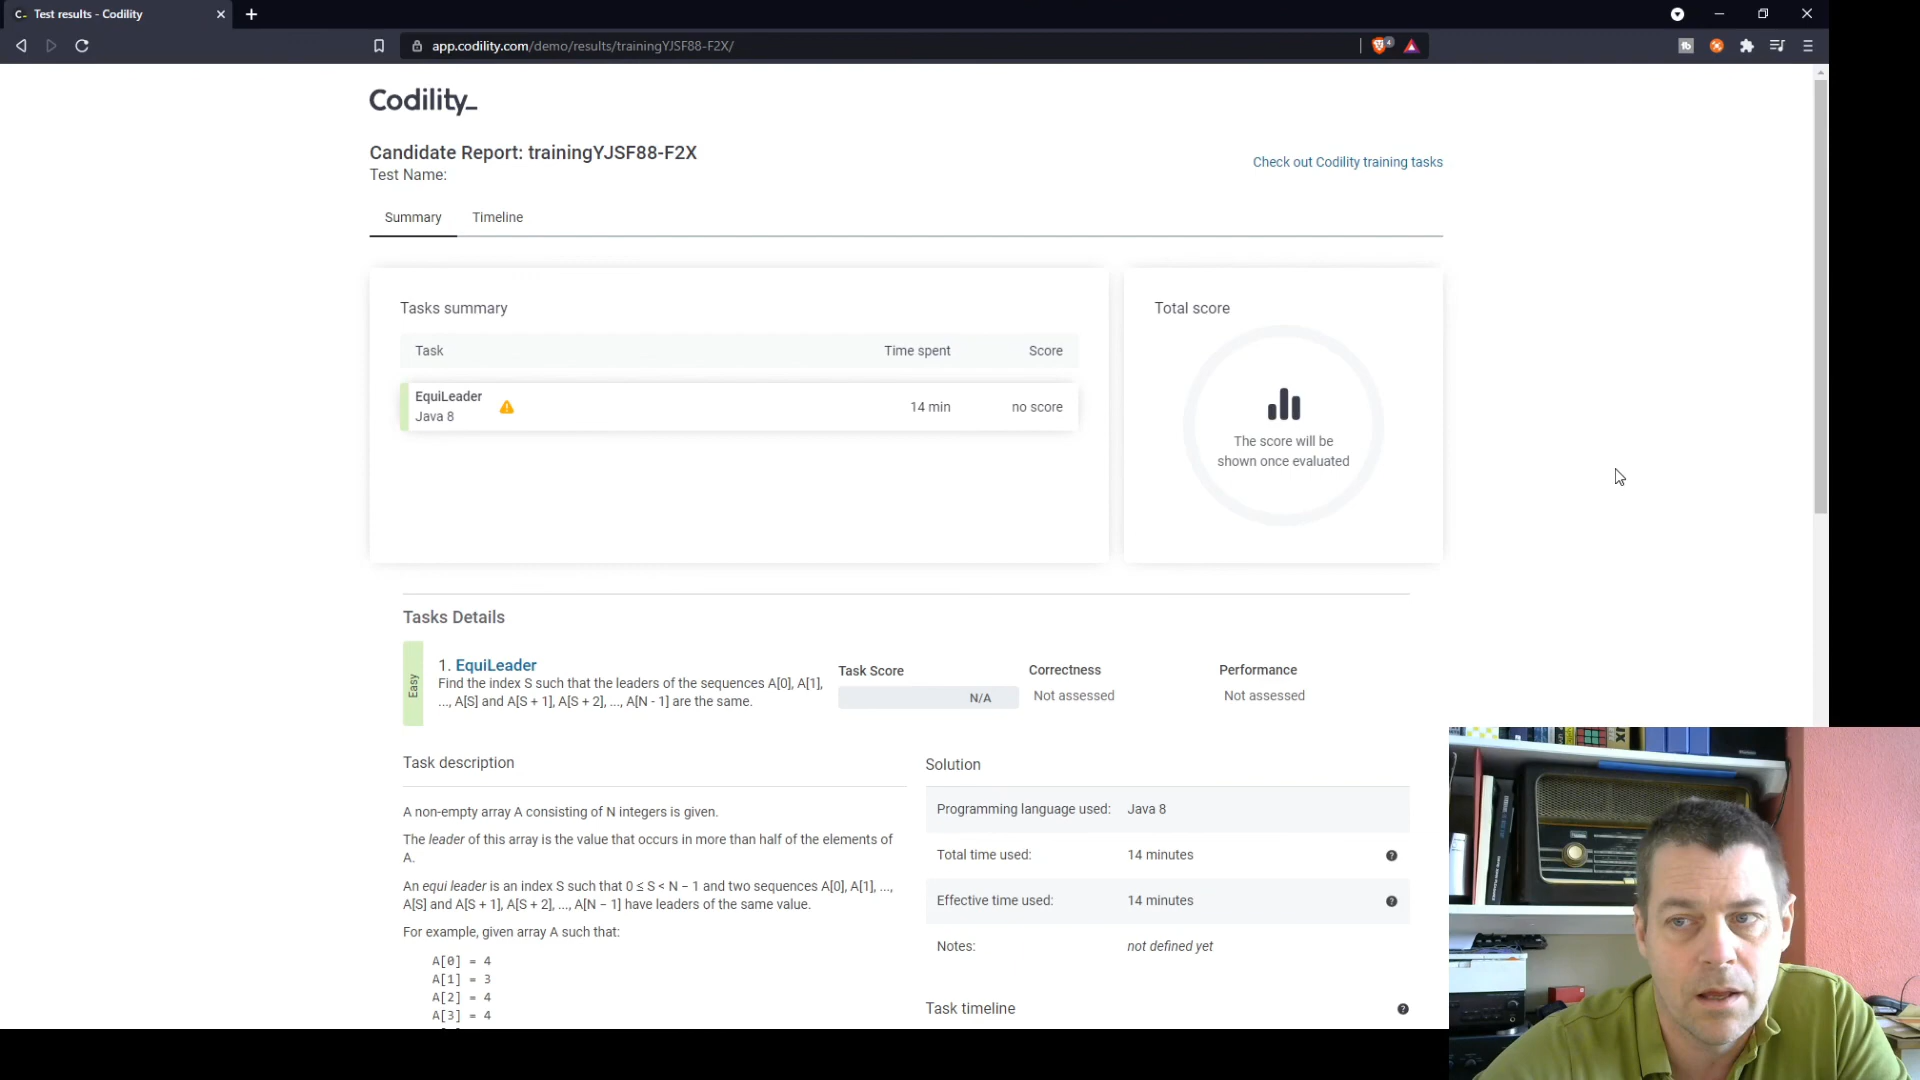 Test results - Codility
app.codility.com/demo/results/trainingYJSF88-F2X/
4
Codility_
Candidate Report: trainingYJSF88-F2X
Test Name:
Check out Codility training tasks
Summary Timeline
Tasks summary
Task Time spent Score
EquiLeader
Java 8
14 min no score
Total score
The score will be
shown once evaluated
Tasks Details
Easy
1. EquiLeader
Find the index S such that the leaders of the sequences A[0], A[1],
..., A[S] and A[S + 1], A[S + 2], ..., A[N - 1] are the same.
Task Score
N/A
Correctness
Not assessed
Performance
Not assessed
Task description
A non-empty array A consisting of N integers is given.
The leader of this array is the value that occurs in more than half of the elements of
A.
An equi leader is an index S such that 0 ≤ S < N − 1 and two sequences A[0], A[1], ...,
A[S] and A[S + 1], A[S + 2], ..., A[N − 1] have leaders of the same value.
For example, given array A such that:
A[0] = 4
A[1] = 3
A[2] = 4
A[3] = 4
Solution
Programming language used: Java 8
Total time used: 14 minutes
Effective time used: 14 minutes
Notes: not defined yet
Task timeline